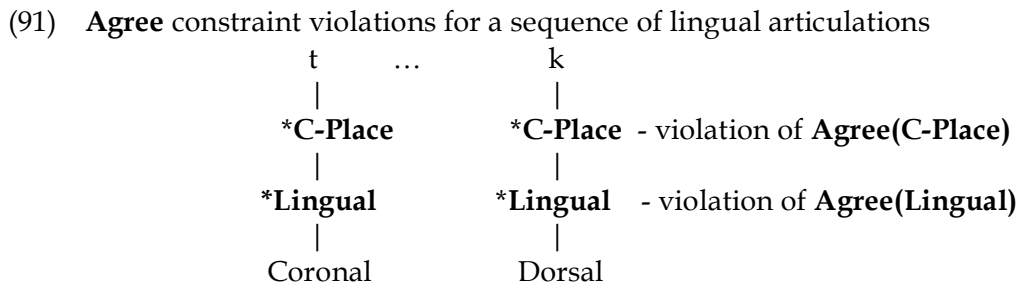 (91) Agree constraint violations for a sequence of lingual articulations
t … k
| |
*C-Place *C-Place - violation of Agree(C-Place)
| |
*Lingual *Lingual - violation of Agree(Lingual)
| |
Coronal Dorsal